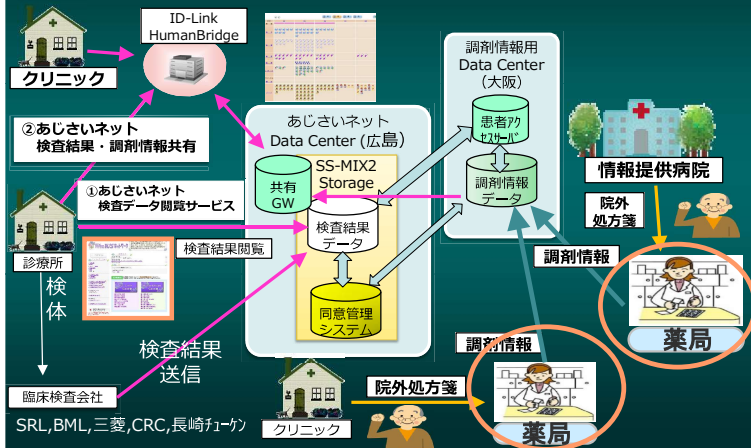 ID-Link
HumanBridge
クリニック
②あじさいネット
検査結果・調剤情報共有
①あじさいネット
検査データ閲覧サービス
診療所
検査結果閲覧
検
体
臨床検査会社
検査結果
送信
SRL,BML,三菱,CRC,長崎ﾁｭｰｹﾝ
あじさいネット
Data Center (広島)
SS-MIX2
Storage
共有
GW
検査結果
データ
同意管理
システム
調剤情報用
Data Center
（大阪）
患者ｱｸ
ｾｽｻｰﾊﾞ
調剤情報
データ
情報提供病院
院外
処方箋
調剤情報
薬局
調剤情報
クリニック
院外処方箋
薬局